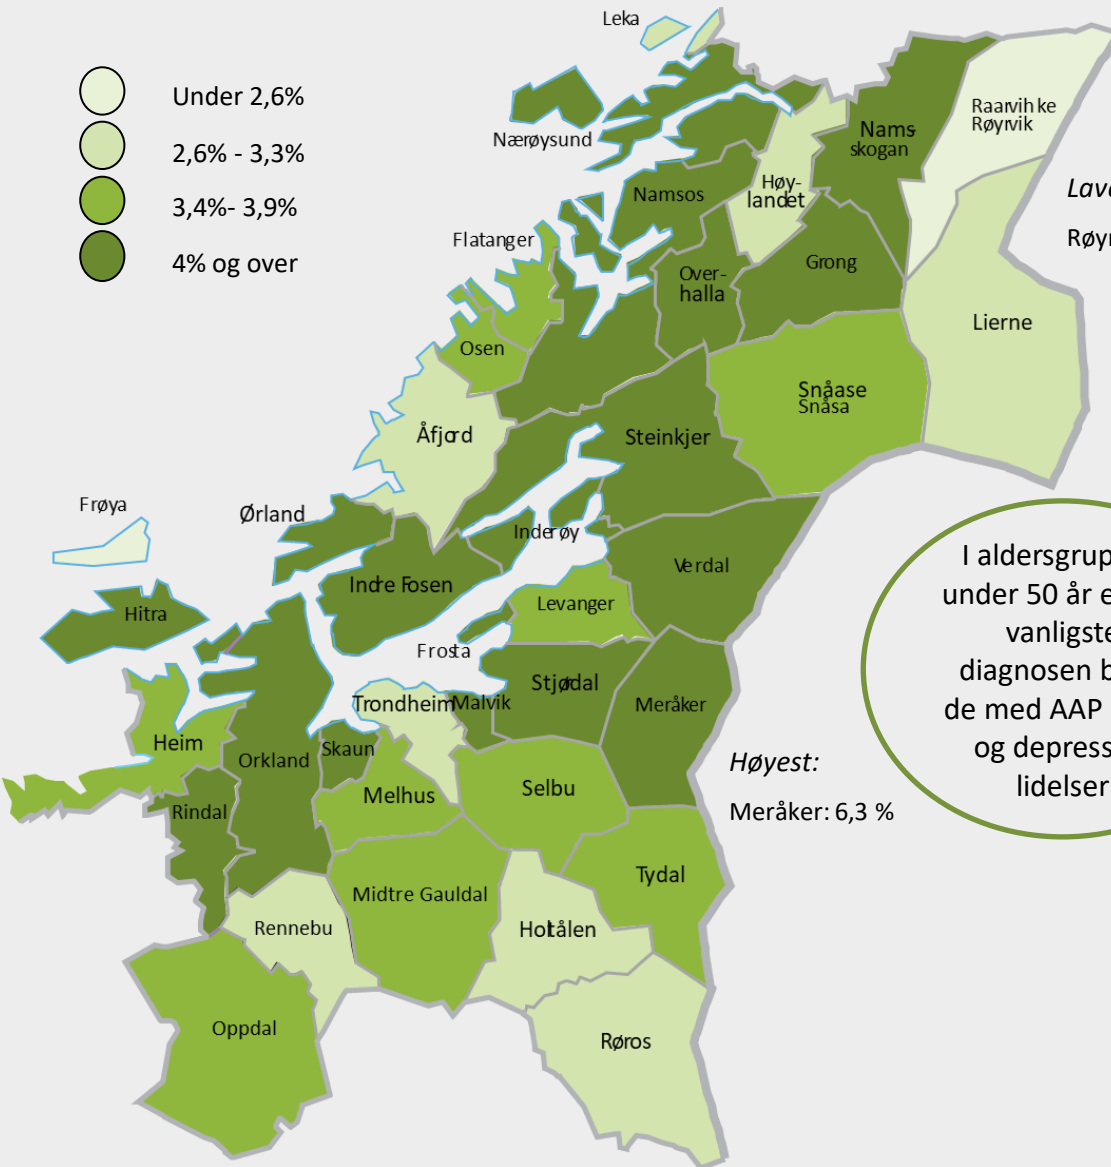 Leka
Under 2,6%
2,6% - 3,3%
3,4%- 3,9%
4% og over
Nærøysund
Raarvihke
Røyrvik
Nams-
skogan
Namsos
Høy-
landet
Flatanger
Over-
halla
Grong
Lierne
Osen
Snåase
Snåsa
Åfjord
Steinkjer
Frøya
Ørland
Inderøy
Verdal
Indre Fosen
Levanger
Hitra
Frosta
Stjødal
Trondheim
Malvik
Meråker
Heim
Skaun
Orkland
Melhus
Selbu
Rindal
Høyest:
Meråker: 6,3 %
Tydal
Midtre Gauldal
Rennebu
Holtålen
Oppdal
Røros
I aldersgrup
under 50 år e
vanligste
diagnosen b
de med AAP
og depress
lidelser